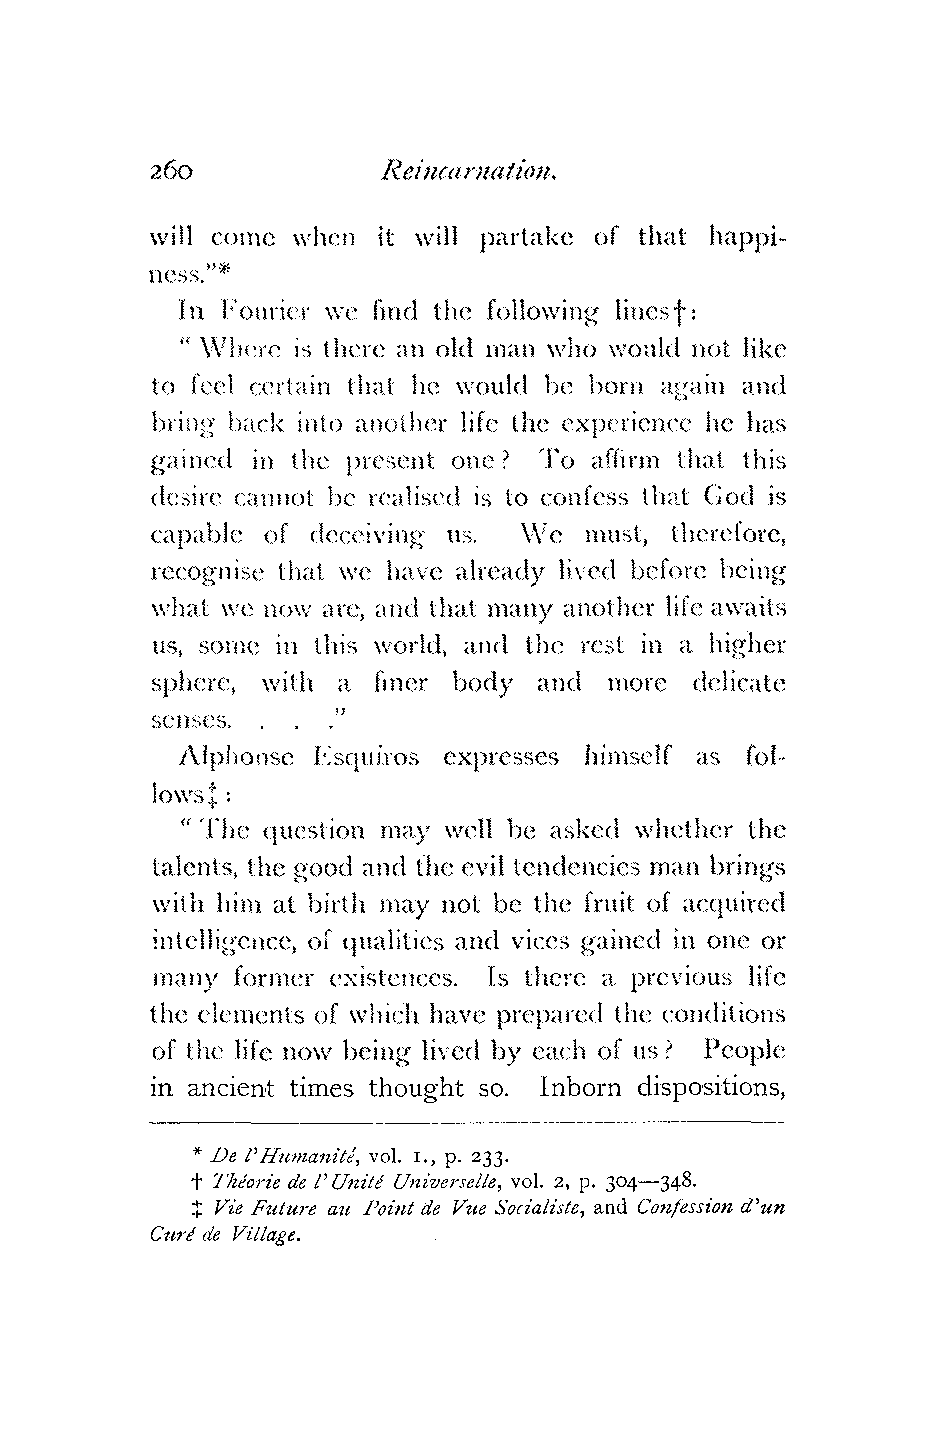 260 Reincarnation.
will come when it will partake of that happi-
ness."*
In Fourier we find the following lines†:
" Where is there an old man who would not like
to feel certain that he would be born again and
bring back into another life the experience he has
gained in the present one? To affirm that this
desire cannot be realised is to confess that God is
capable of deceiving us. We must, therefore,
recognise that we have already lived before being
what we now are, and that many another life awaits
us, some in this world, and the rest in a higher
sphere, with a finer body and more delicate
senses. . . ."
Alphonse Esquiros expresses himself as fol-
lows‡:
" The question may well be asked whether the
talents, the good and the evil tendencies man brings
with him at birth may not be the fruit of acquired
intelligence, of qualities and vices gained in one or
many former existences. Is there a previous life
the elements of which have prepared the conditions
of the life now being lived by each of us? People
in ancient times thought so. Inborn dispositions,
* De l'Humanité, vol. 1., p. 233.
† Théorie de l'Unité Universelle, vol. 2, p. 304—348.
‡ Vie Future au Point de Vue Socialiste, and Confession d'un
Curé de Village.